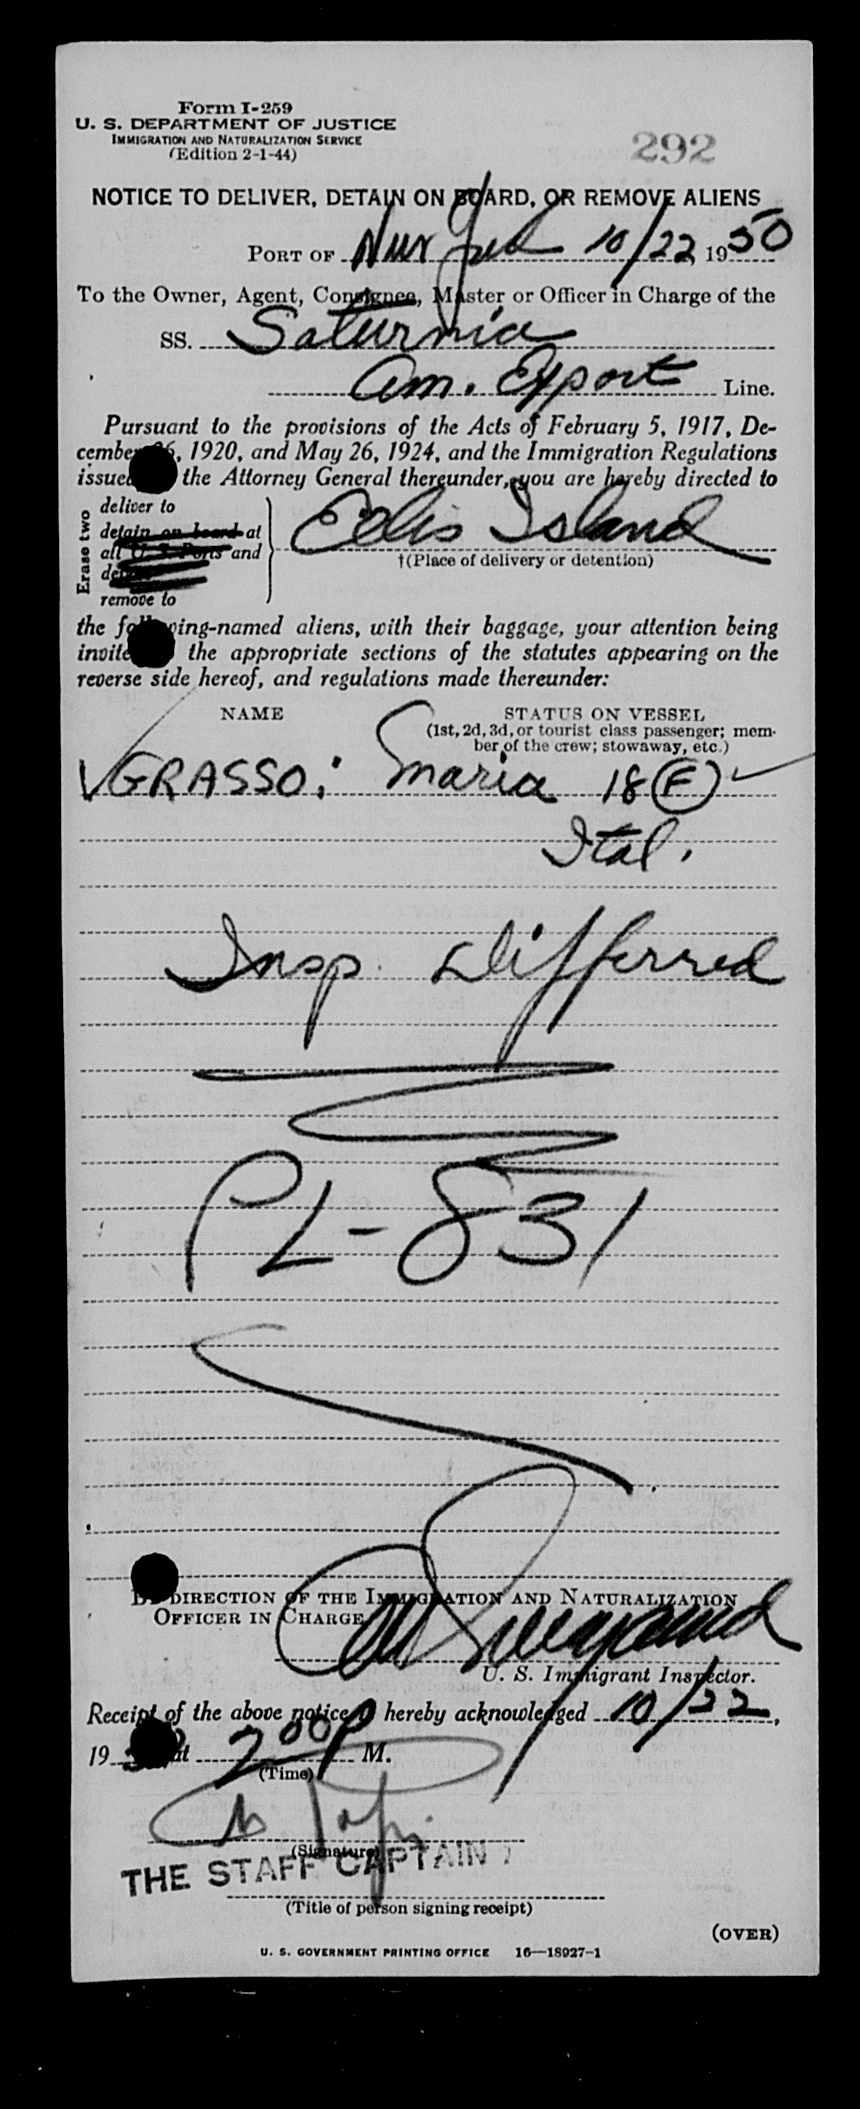 Form I-259
U. S. DEPARTMENT OF JUSTICE
IMMIGRATION AND NATURALIZATION SERVICE
(Edition 2-1-44)
292
NOTICE TO DELIVER, DETAIN ON BOARD, OR REMOVE ALIENS
PORT OF New York 10/22, 1950
To the Owner, Agent, Consignee, Master or Officer in Charge of the
SS. Saturnia
Am. Export Line.
Pursuant to the provisions of the Acts of February 5, 1917, De-
cember 26, 1920, and May 26, 1924, and the Immigration Regulations
issued the Attorney General thereunder, you are hereby directed to
Erase two
deliver to
detain on board at
all U. S. Ports and
remove to
Ellis Island
†(Place of delivery or detention)
the following-named aliens, with their baggage, your attention being
invited the appropriate sections of the statutes appearing on the
reverse side hereof, and regulations made thereunder:
NAME STATUS ON VESSEL
(1st, 2d, 3d, or tourist class passenger; mem-
ber of the crew; stowaway, etc.)
√GRASSO; Maria 18 (F) ✓
Ital.
Insp. Differred
PL-831
BY DIRECTION OF THE IMMIGRATION AND NATURALIZATION
OFFICER IN CHARGE
U. S. Immigrant Inspector.
Receipt of the above notice is hereby acknowledged 10/22,
19 50 at 2 00 P M.
(Time)
(Signature)
THE STAFF CAPTAIN
(Title of person signing receipt)
(OVER)
U. S. GOVERNMENT PRINTING OFFICE 16—18927-1